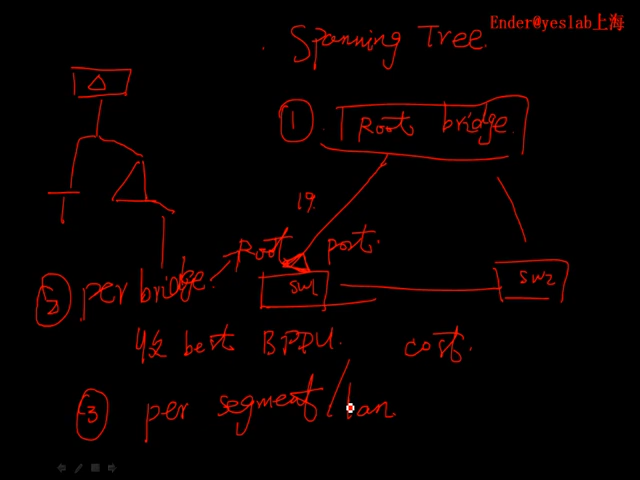 Ender@yeslab上海
Spanning Tree
① Root bridge
19
Root port
② per bridge
sw1
sw2
收 best BPDU cost
③ per segment/lan